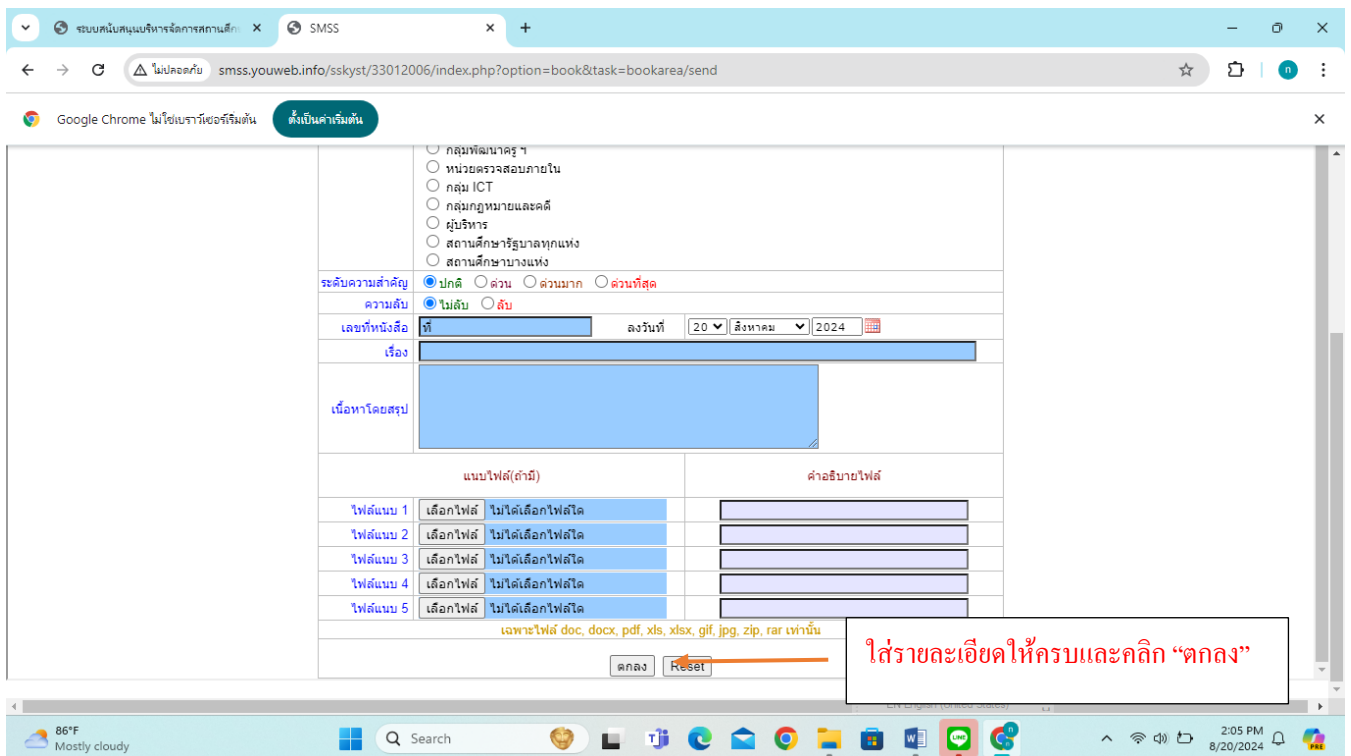 ระบบสนับสนุนบริหารจัดการสถานศึก
SMSS
ไม่ปลอดภัย smss.youweb.info/sskyst/33012006/index.php?option=book&task=bookarea/send
n
Google Chrome ไม่ใช่เบราว์เซอร์เริ่มต้น ตั้งเป็นค่าเริ่มต้น
กลุ่มพัฒนาครู ฯ
หน่วยตรวจสอบภายใน
กลุ่ม ICT
กลุ่มกฎหมายและคดี
ผู้บริหาร
สถานศึกษารัฐบาลทุกแห่ง
สถานศึกษาบางแห่ง
ระดับความสำคัญ ปกติ ด่วน ด่วนมาก ด่วนที่สุด
ความลับ ไม่ลับ ลับ
เลขที่หนังสือ ที่ ลงวันที่ 20 สิงหาคม 2024
เรื่อง
เนื้อหาโดยสรุป
แนบไฟล์(ถ้ามี) คำอธิบายไฟล์
ไฟล์แนบ 1 เลือกไฟล์ ไม่ได้เลือกไฟล์ใด
ไฟล์แนบ 2 เลือกไฟล์ ไม่ได้เลือกไฟล์ใด
ไฟล์แนบ 3 เลือกไฟล์ ไม่ได้เลือกไฟล์ใด
ไฟล์แนบ 4 เลือกไฟล์ ไม่ได้เลือกไฟล์ใด
ไฟล์แนบ 5 เลือกไฟล์ ไม่ได้เลือกไฟล์ใด
เฉพาะไฟล์ doc, docx, pdf, xls, xlsx, gif, jpg, zip, rar เท่านั้น
ใส่รายละเอียดให้ครบและคลิก “ตกลง”
ตกลง Reset
EN English (United States)
86°F
Mostly cloudy
Search
2:05 PM
8/20/2024
PRE